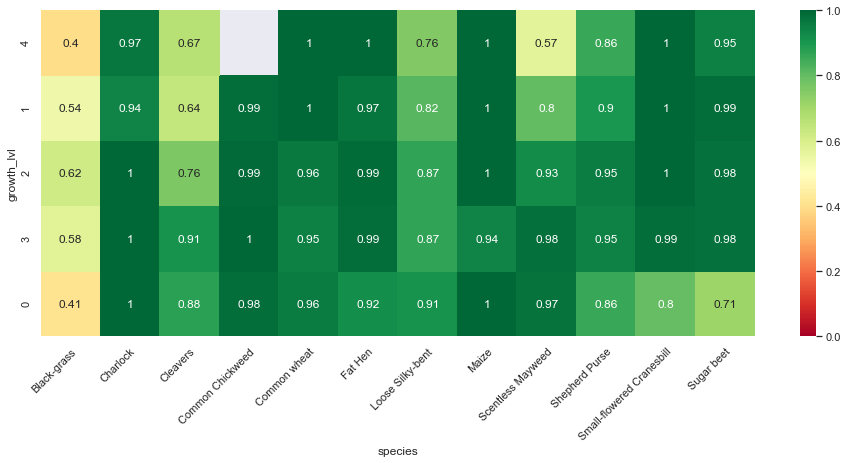 growth_lvl
4 0.4 0.97 0.67 1 1 0.76 1 0.57 0.86 1 0.95
1 0.54 0.94 0.64 0.99 1 0.97 0.82 1 0.8 0.9 1 0.99
2 0.62 1 0.76 0.99 0.96 0.99 0.87 1 0.93 0.95 1 0.98
3 0.58 1 0.91 1 0.95 0.99 0.87 0.94 0.98 0.95 0.99 0.98
0 0.41 1 0.88 0.98 0.96 0.92 0.91 1 0.97 0.86 0.8 0.71
Black-grass
Charlock
Cleavers
Common Chickweed
Common wheat
Fat Hen
Loose Silky-bent
Maize
Scentless Mayweed
Shepherd Purse
Small-flowered Cranesbill
Sugar beet
species
1.0
0.8
0.6
0.4
0.2
0.0